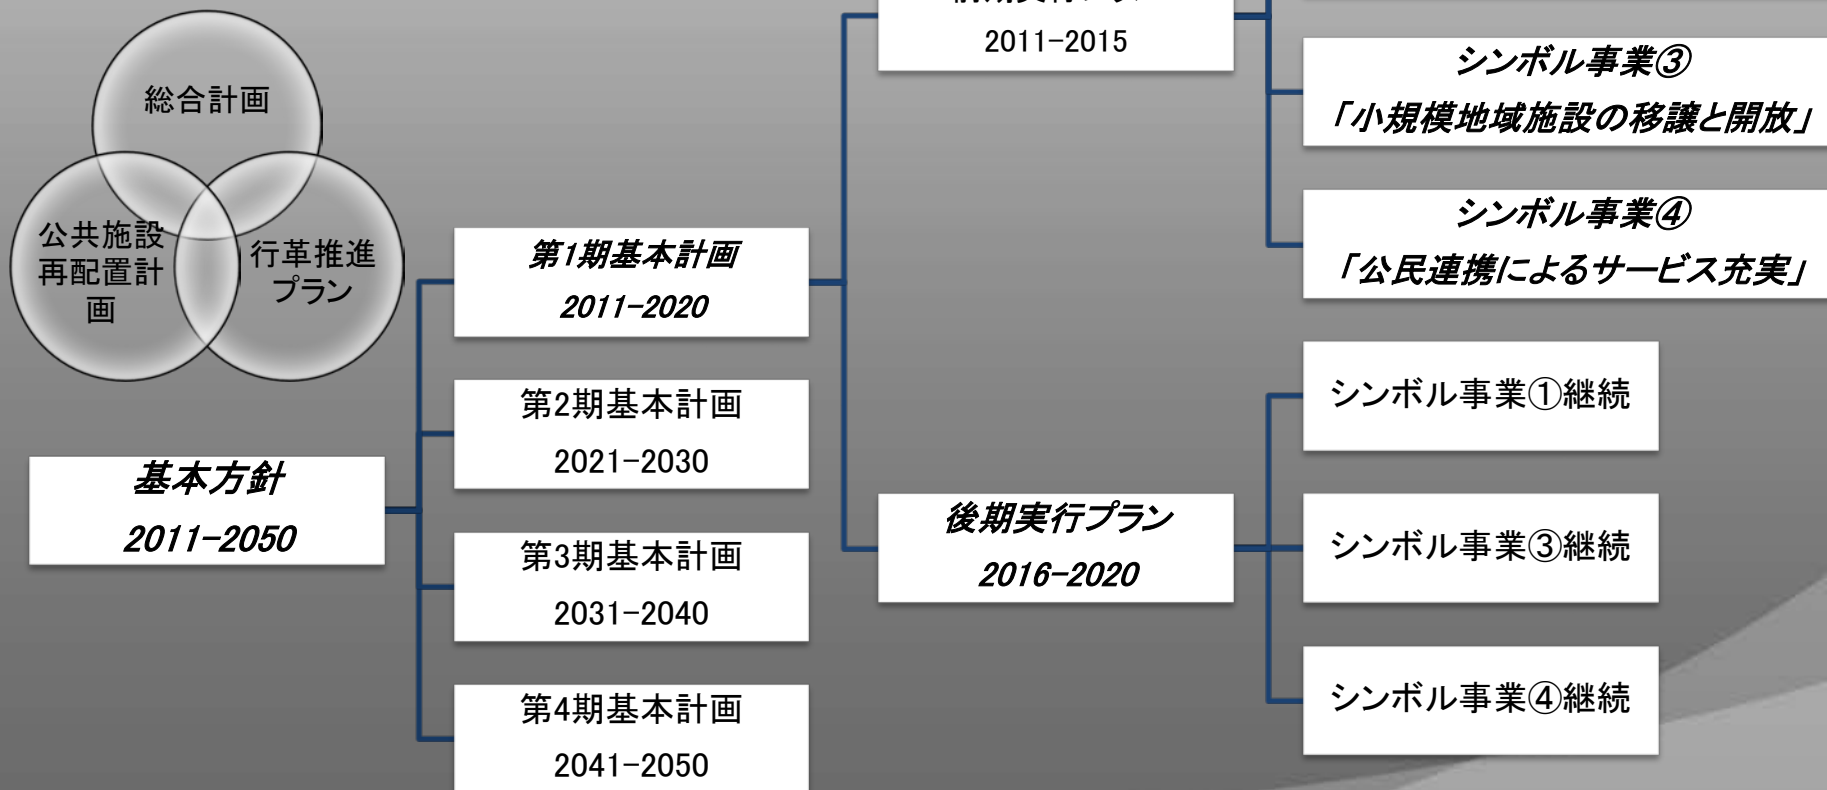 総合計画
公共施設
再配置計
画
行革推進
プラン
基本方針
2011-2050
第1期基本計画
2011-2020
第2期基本計画
2021-2030
第3期基本計画
2031-2040
第4期基本計画
2041-2050
2011-2015
後期実行プラン
2016-2020
シンボル事業③
「小規模地域施設の移譲と開放」
シンボル事業④
「公民連携によるサービス充実」
シンボル事業①継続
シンボル事業③継続
シンボル事業④継続